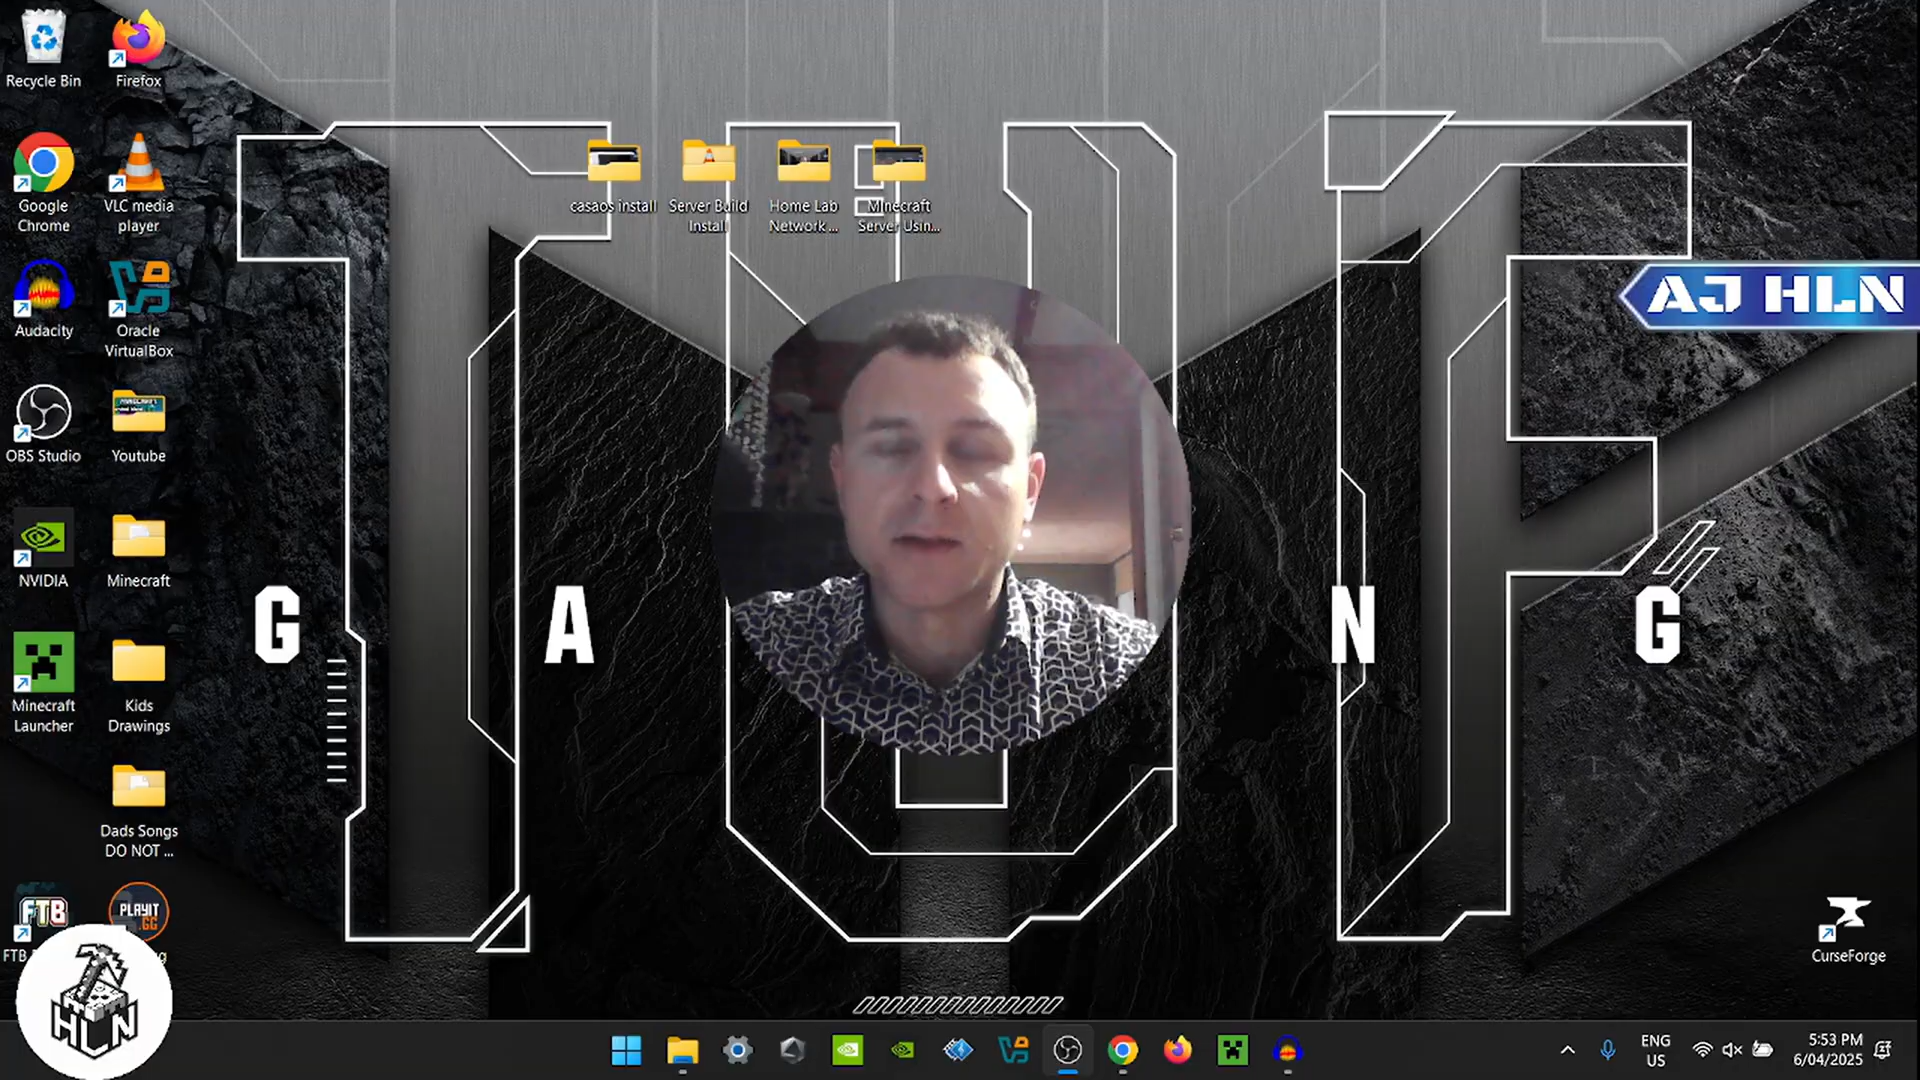 Recycle Bin
Firefox
Google
Chrome
VLC media
player
casaos install
Server Build
Install
Home Lab
Network ...
Minecraft
Server Usin...
AJ HLN
Audacity
Oracle
VirtualBox
OBS Studio
Youtube
NVIDIA
Minecraft
G A N G
Minecraft
Launcher
Kids
Drawings
Dads Songs
DO NOT ...
FTB
PLAYIT
.GG
FTB
CurseForge
HLN
ENG
US
5:53 PM
6/04/2025